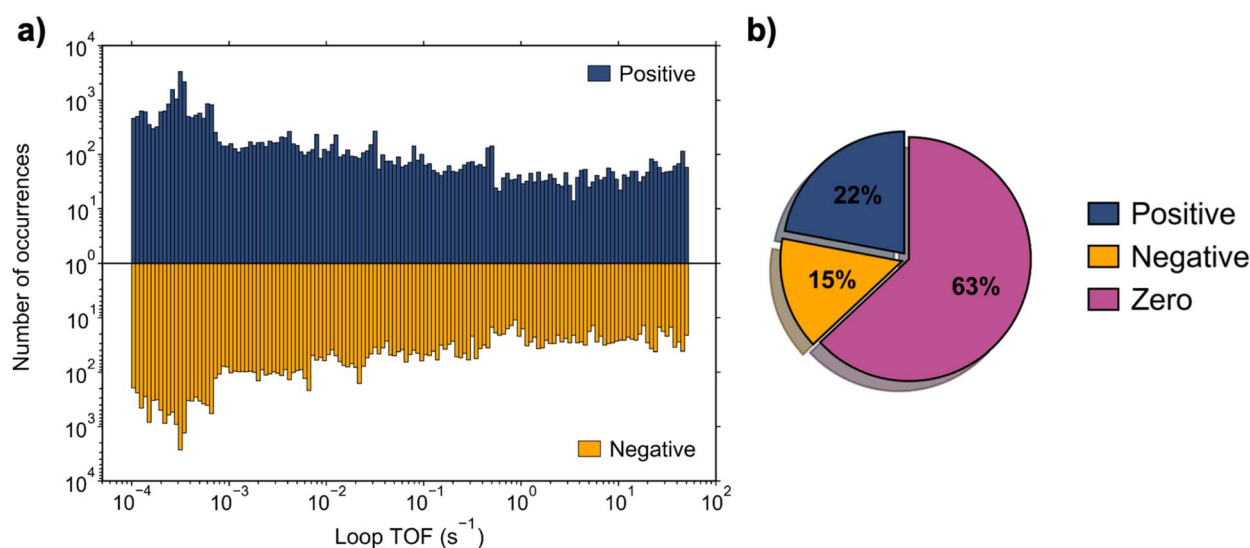 a)
Number of occurrences
10⁴
10³
10²
10¹
10⁰
10¹
10²
10³
10⁴
Positive
Negative
10⁻⁴
10⁻³
10⁻²
10⁻¹
10⁰
10¹
10²
Loop TOF (s⁻¹)
b)
22%
15%
63%
Positive
Negative
Zero